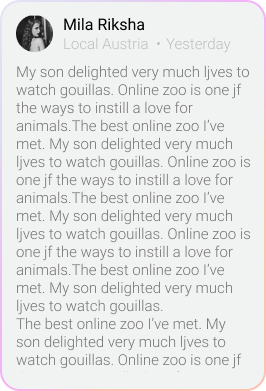 Mila Riksha
Local Austria • Yesterday
My son delighted very much ljves to
watch gouillas. Online zoo is one jf
the ways to instill a love for
animals.The best online zoo I’ve
met. My son delighted very much
ljves to watch gouillas. Online zoo is
one jf the ways to instill a love for
animals.The best online zoo I’ve
met. My son delighted very much
ljves to watch gouillas. Online zoo is
one jf the ways to instill a love for
animals.The best online zoo I’ve
met. My son delighted very much
ljves to watch gouillas.
The best online zoo I’ve met. My
son delighted very much ljves to
watch gouillas. Online zoo is one jf